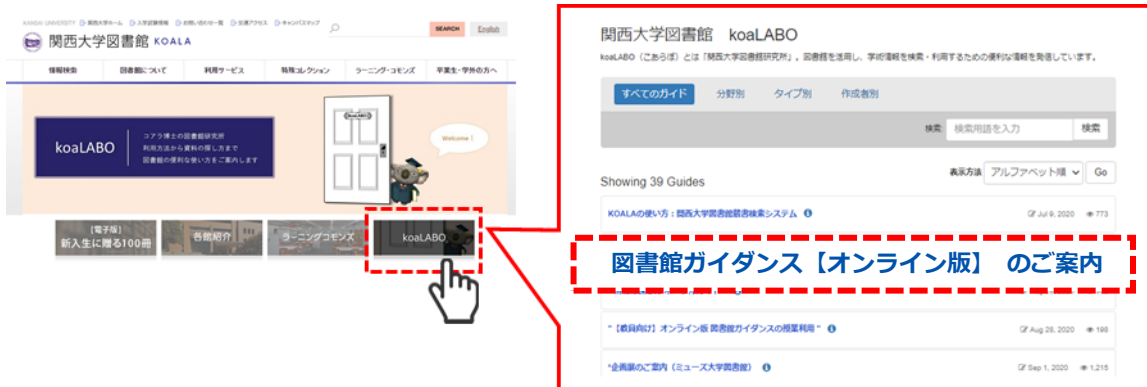 KANSAI UNIVERSITY 関西大学ホーム 入学試験情報 お問い合わせ一覧 交通アクセス キャンパスマップ
SEARCH English
関西大学図書館 KOALA
情報検索 図書館について 利用サービス 特殊コレクション ラーニング・コモンズ 卒業生・学外の方へ
koaLABO
コアラ博士の図書館研究所
利用方法から資料の探し方まで
図書館の便利な使い方をご案内します
koaLABO
Welcome！
【電子版】
新入生に贈る100冊
各館紹介
ラーニングコモンズ
koaLABO
関西大学図書館 koaLABO
koaLABO（こあらぼ）とは「関西大学図書館研究所」。図書館を活用し、学術情報を検索・利用するための便利な情報を発信しています。
すべてのガイド 分野別 タイプ別 作成者別
検索: 検索用語を入力 検索
Showing 39 Guides
表示方法 アルファベット順 Go
KOALAの使い方：関西大学図書館蔵書検索システム Jul 9, 2020 773
図書館ガイダンス【オンライン版】 のご案内
"【教員向け】オンライン版 図書館ガイダンスの授業利用" Aug 28, 2020 198
"企画展のご案内（ミューズ大学図書館） Sep 1, 2020 1,215